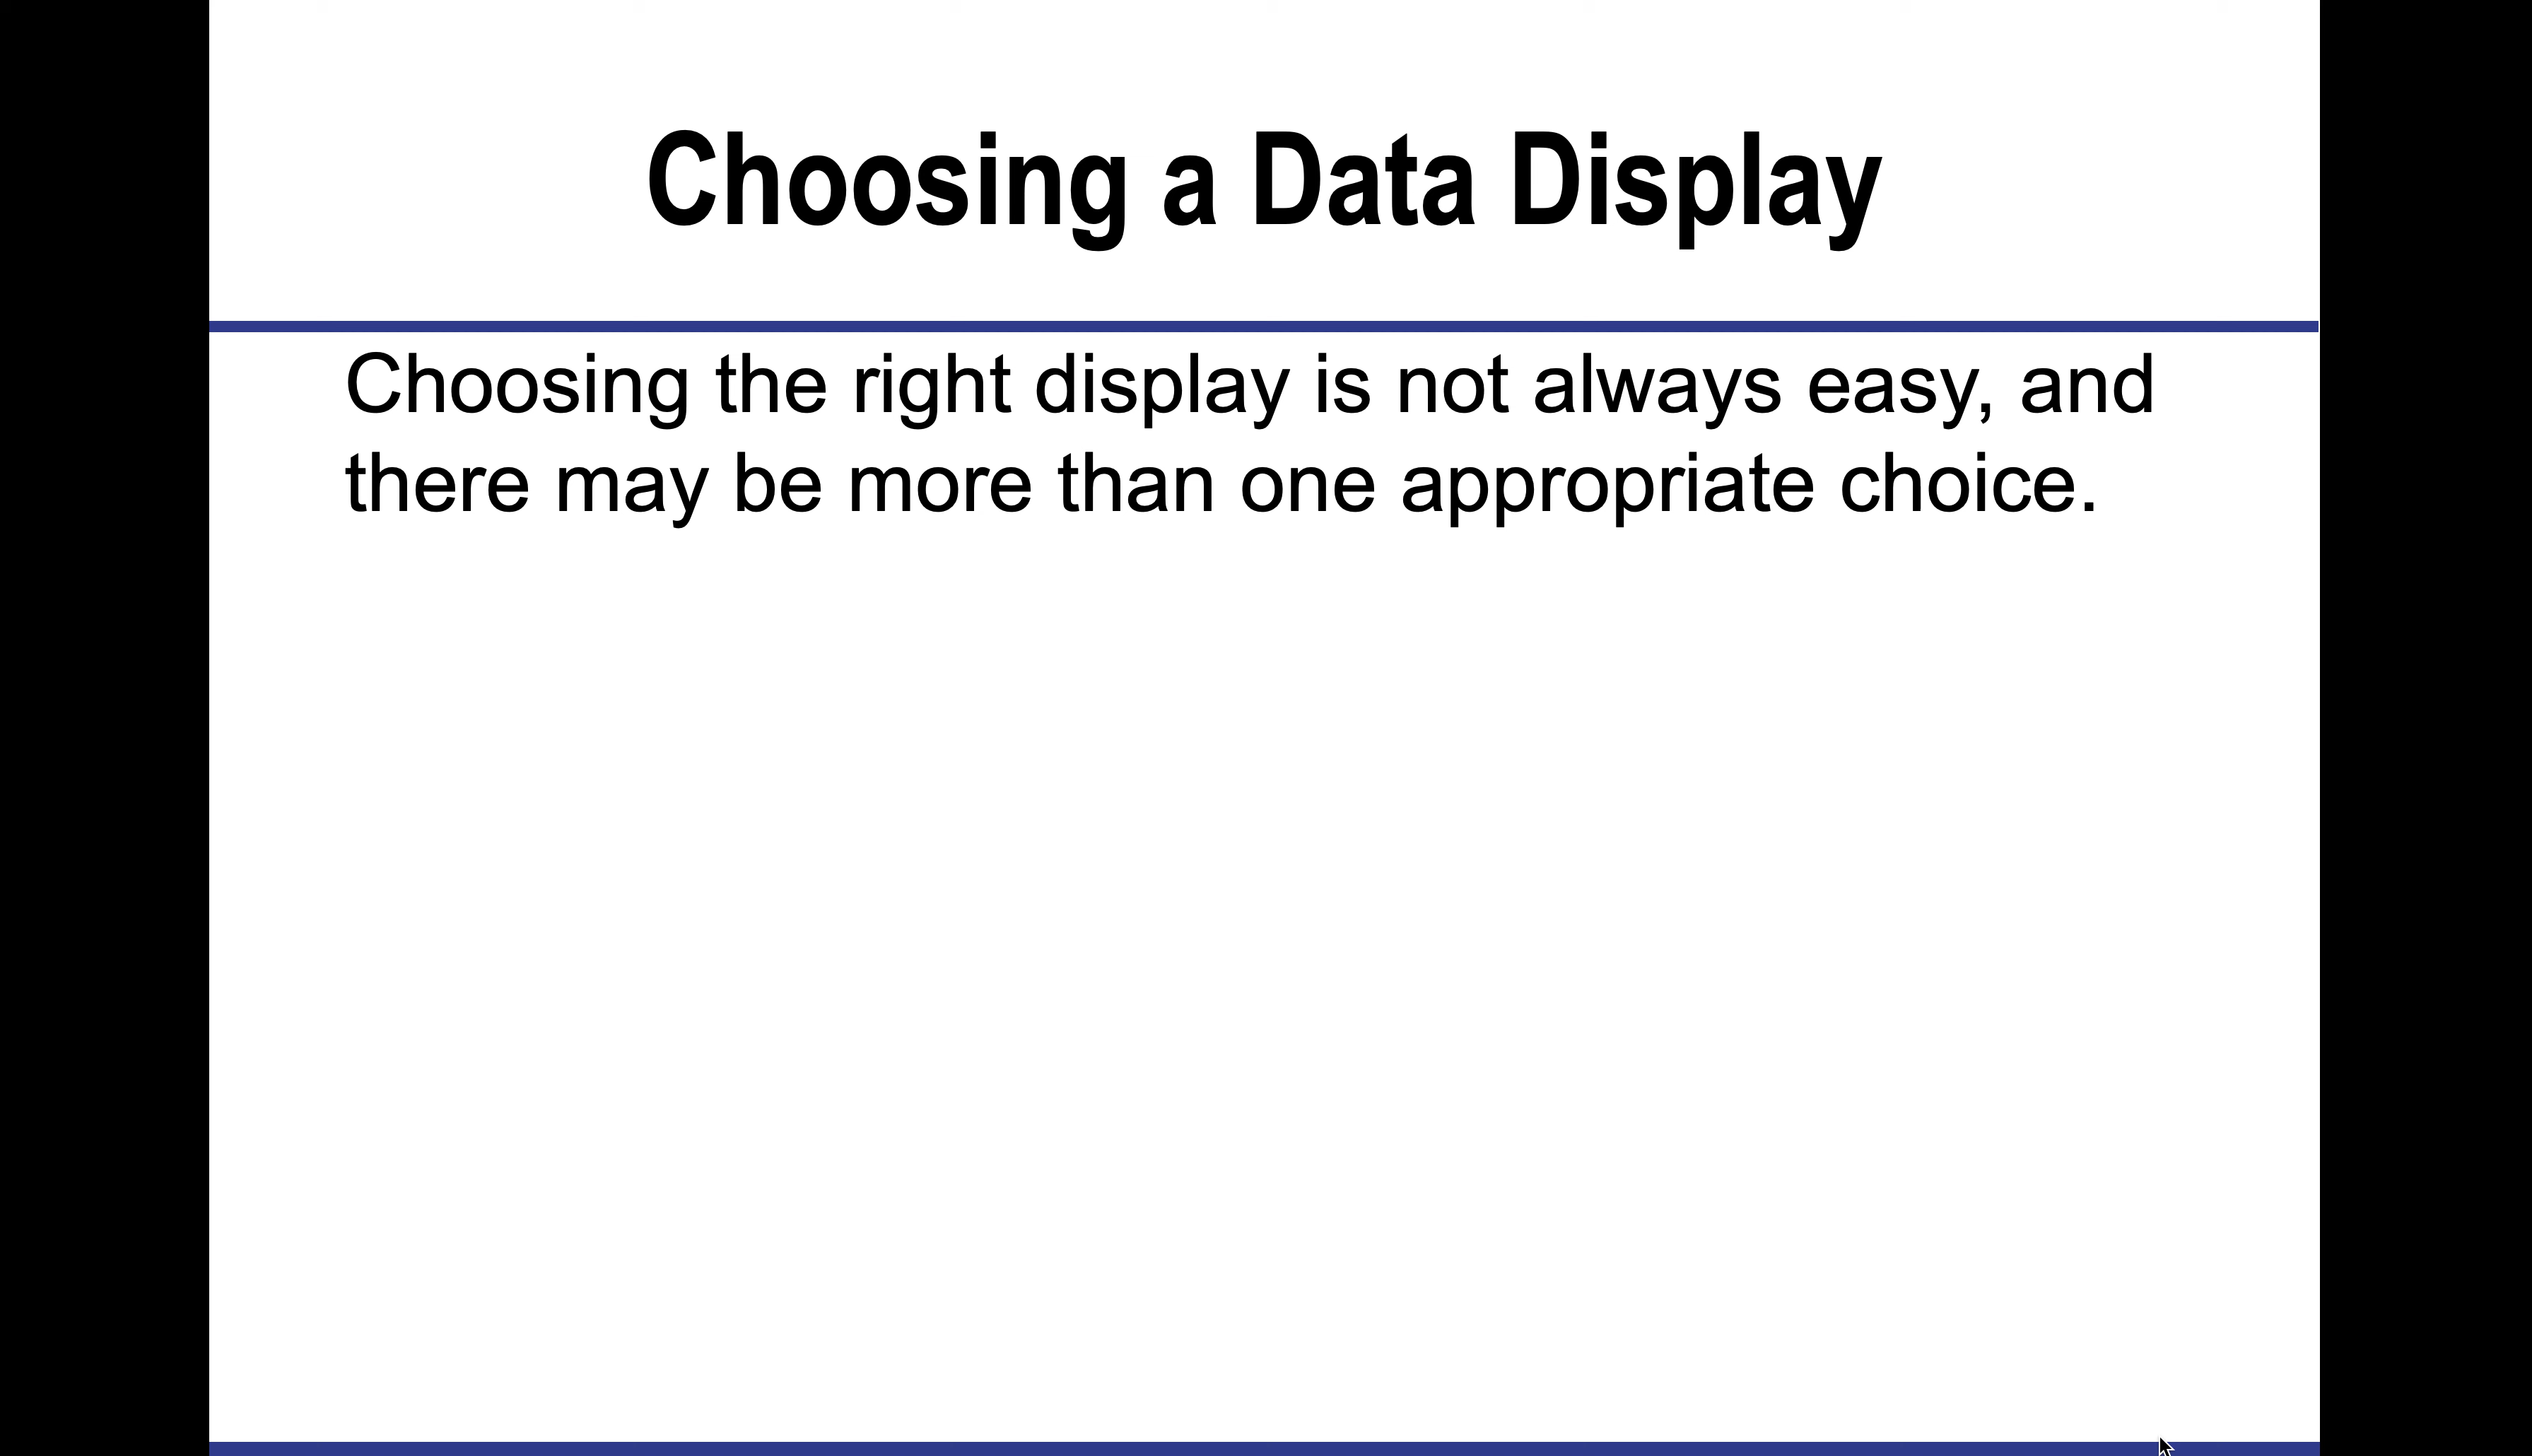 Choosing a Data Display
Choosing the right display is not always easy, and
there may be more than one appropriate choice.